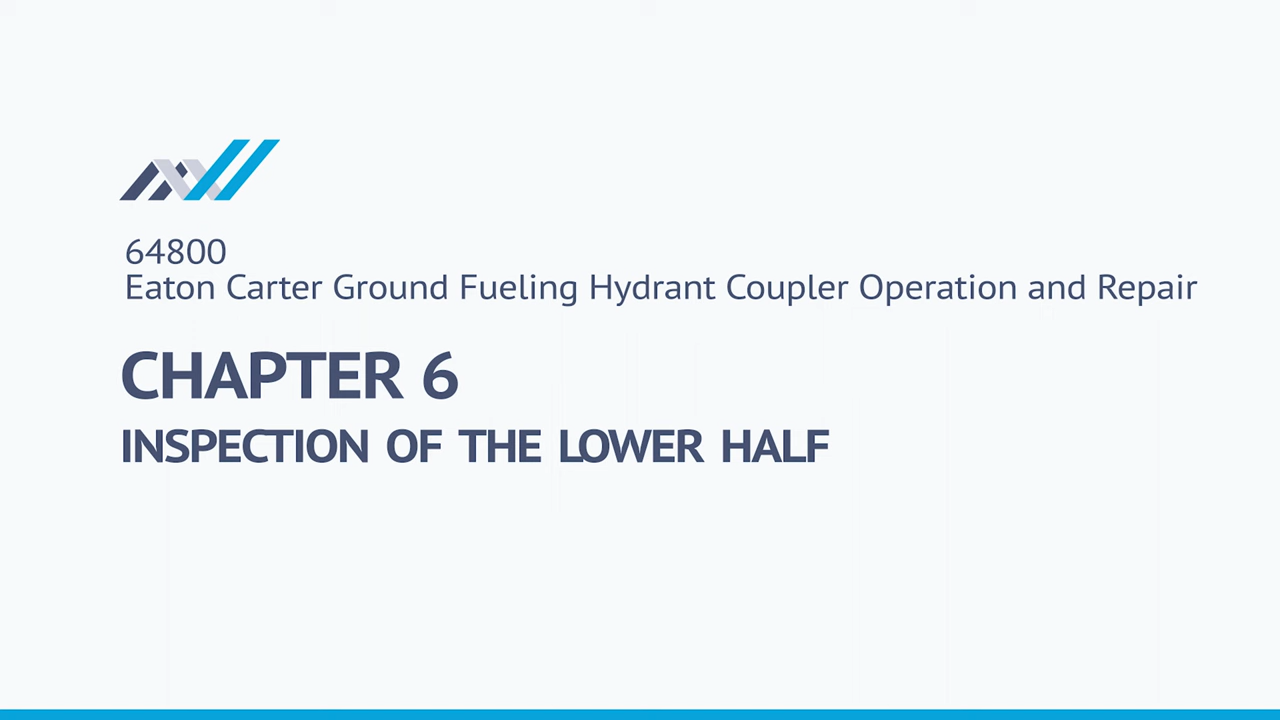 64800
Eaton Carter Ground Fueling Hydrant Coupler Operation and Repair
CHAPTER 6
INSPECTION OF THE LOWER HALF